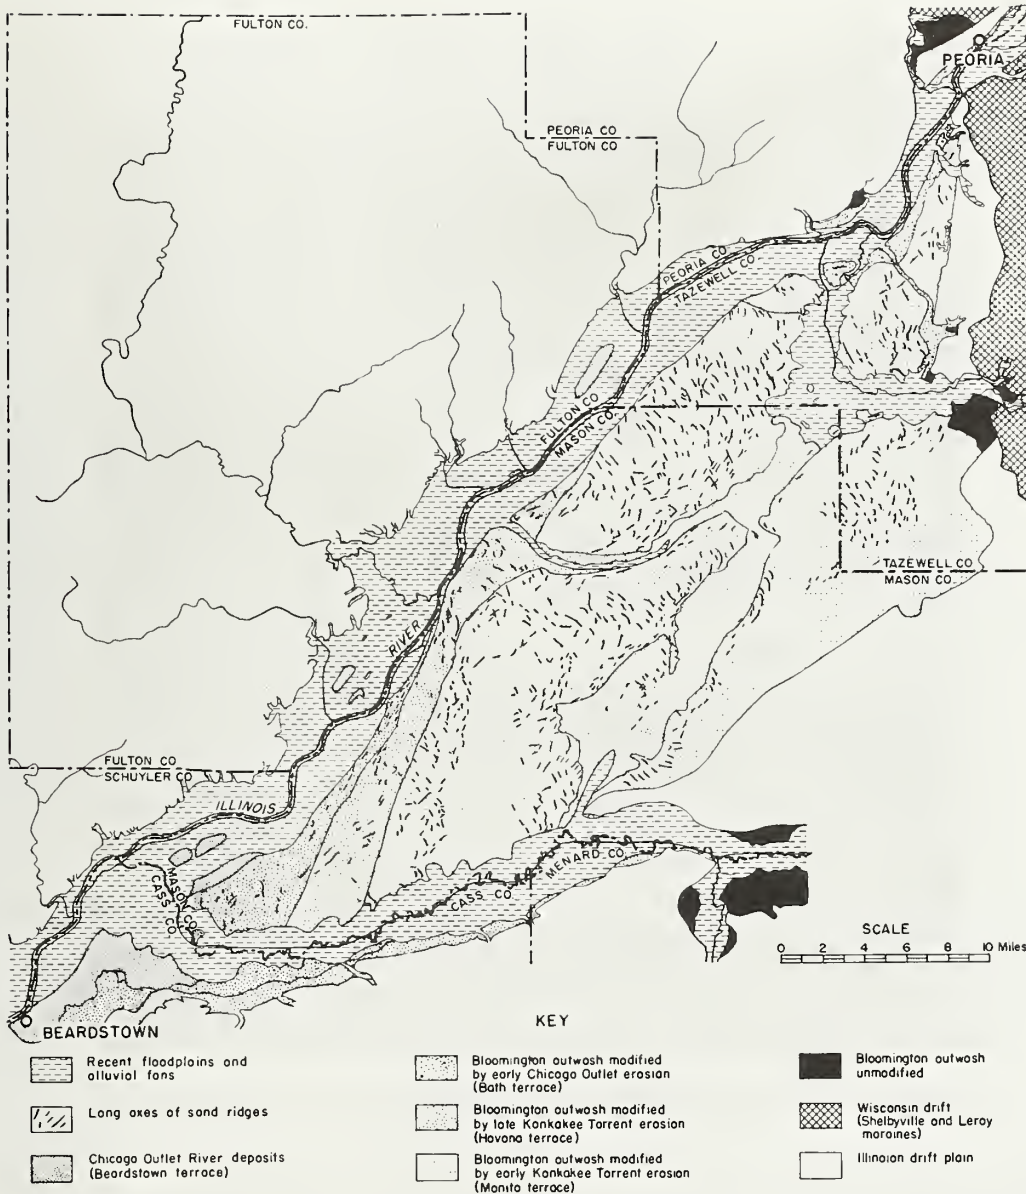 FULTON CO.
PEORIA
PEORIA CO
FULTON CO
PEORIA CO
TAZEWELL CO
FULTON CO
MASON CO.
TAZEWELL CO
MASON CO.
RIVER
FULTON CO
SCHUYLER CO
ILLINOIS
MASON CO
CASS CO
MENARD CO.
CASS CO
SCALE
0 2 4 6 8 10 Miles
BEARDSTOWN
KEY
Recent floodplains and
alluvial fans
Long axes of sand ridges
Chicago Outlet River deposits
(Beardstown terrace)
Bloomington outwash modified
by early Chicago Outlet erosion
(Bath terrace)
Bloomington outwash modified
by late Kankakee Torrent erosion
(Havana terrace)
Bloomington outwash modified
by early Kankakee Torrent erosion
(Manito terrace)
Bloomington outwash
unmodified
Wisconsin drift
(Shelbyville and Leroy
moraines)
Illinoian drift plain